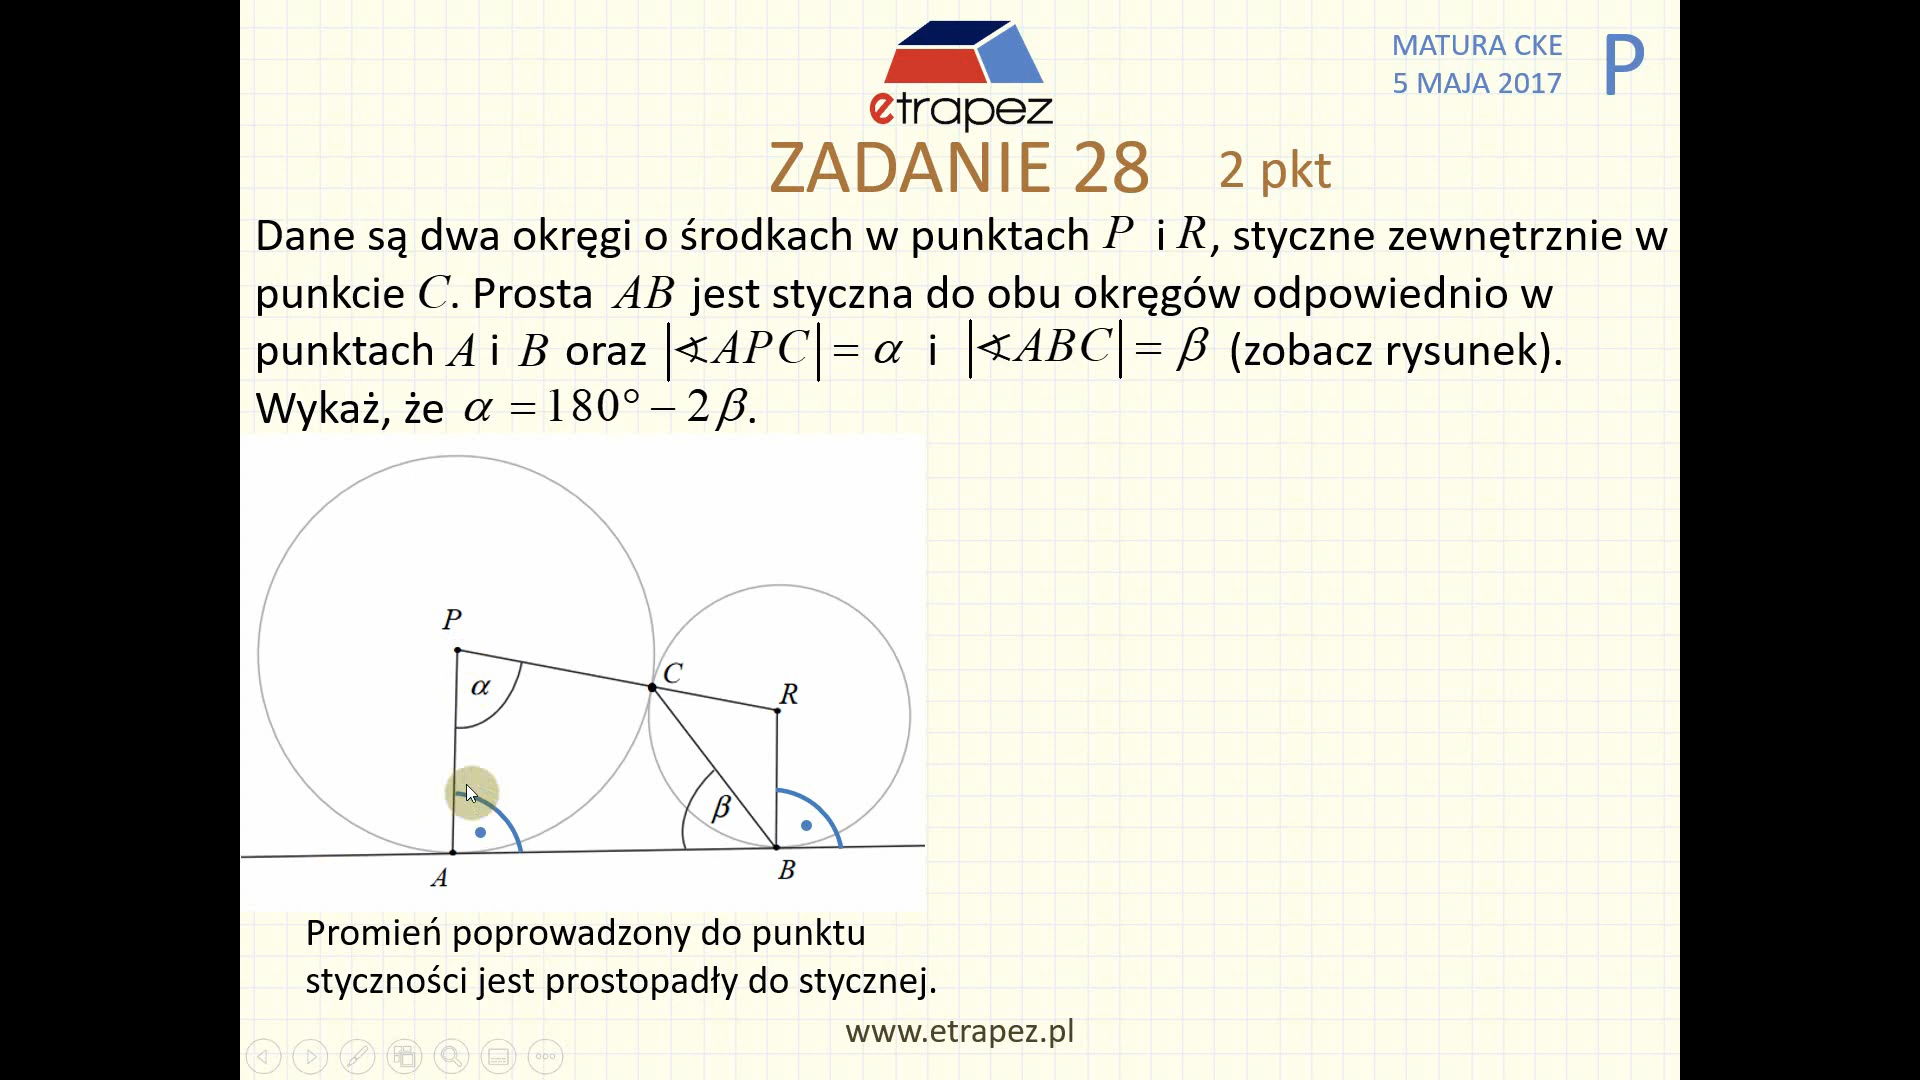 etrapez
MATURA CKE
5 MAJA 2017
P
ZADANIE 28 2 pkt
Dane są dwa okręgi o środkach w punktach P i R, styczne zewnętrznie w
punkcie C. Prosta AB jest styczna do obu okręgów odpowiednio w
punktach A i B oraz |∢APC| = α i |∢ABC| = β (zobacz rysunek).
Wykaż, że α = 180° – 2β.
P
α
C
R
β
A
B
Promień poprowadzony do punktu
styczności jest prostopadły do stycznej.
www.etrapez.pl